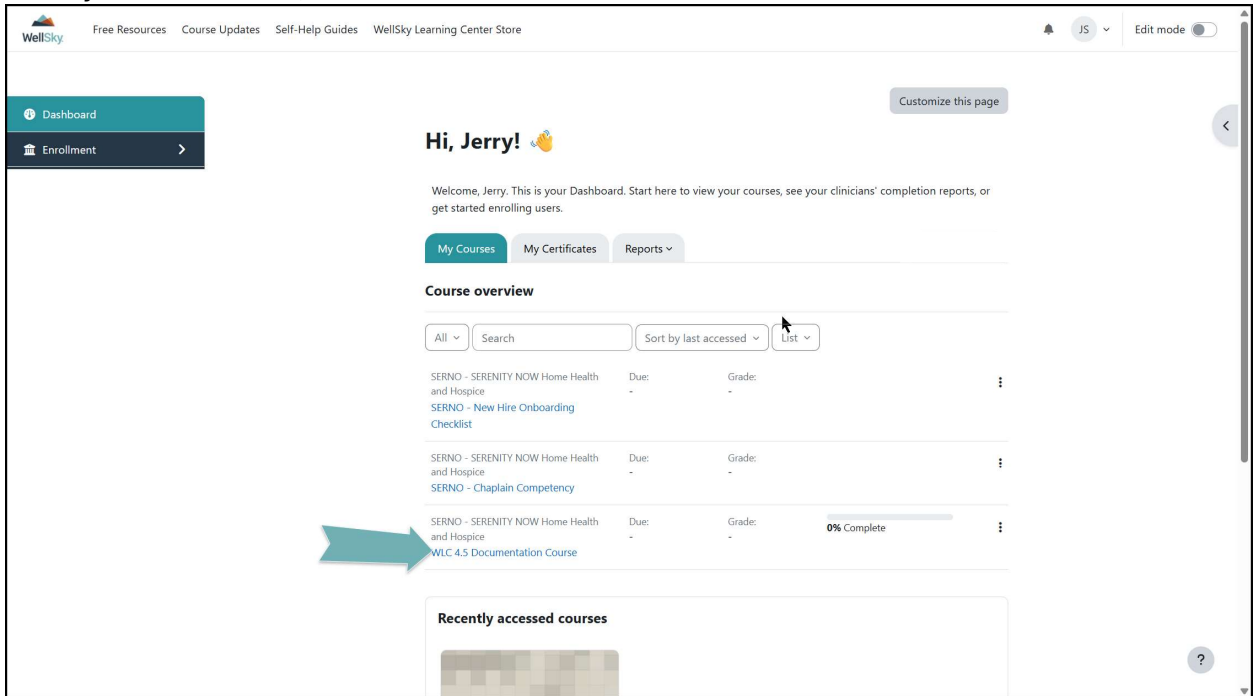 WellSky
Free Resources Course Updates Self-Help Guides WellSky Learning Center Store
JS
Edit mode
Dashboard
Enrollment
Customize this page
Hi, Jerry!
Welcome, Jerry. This is your Dashboard. Start here to view your courses, see your clinicians' completion reports, or
get started enrolling users.
My Courses My Certificates Reports
Course overview
All Search Sort by last accessed List
SERNO - SERENITY NOW Home Health Due: Grade:
and Hospice - -
SERNO - New Hire Onboarding
Checklist
SERNO - SERENITY NOW Home Health Due: Grade:
and Hospice - -
SERNO - Chaplain Competency
SERNO - SERENITY NOW Home Health Due: Grade:
and Hospice - - 0% Complete
WLC 4.5 Documentation Course
Recently accessed courses
?